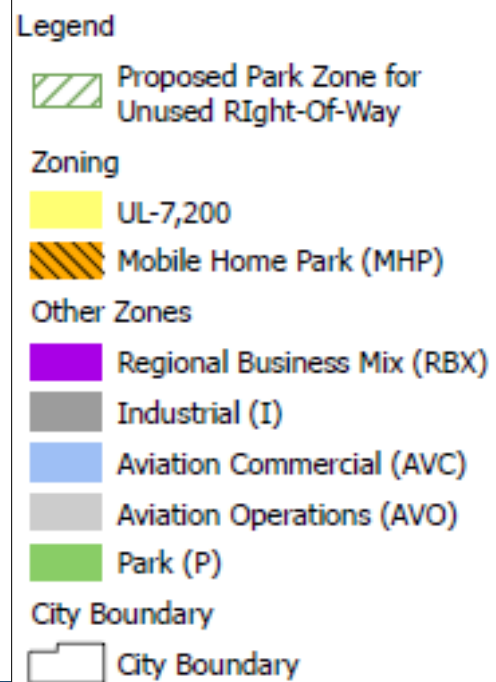 Legend
Proposed Park Zone for
Unused RIght-Of-Way
Zoning
UL-7,200
Mobile Home Park (MHP)
Other Zones
Regional Business Mix (RBX)
Industrial (I)
Aviation Commercial (AVC)
Aviation Operations (AVO)
Park (P)
City Boundary
City Boundary